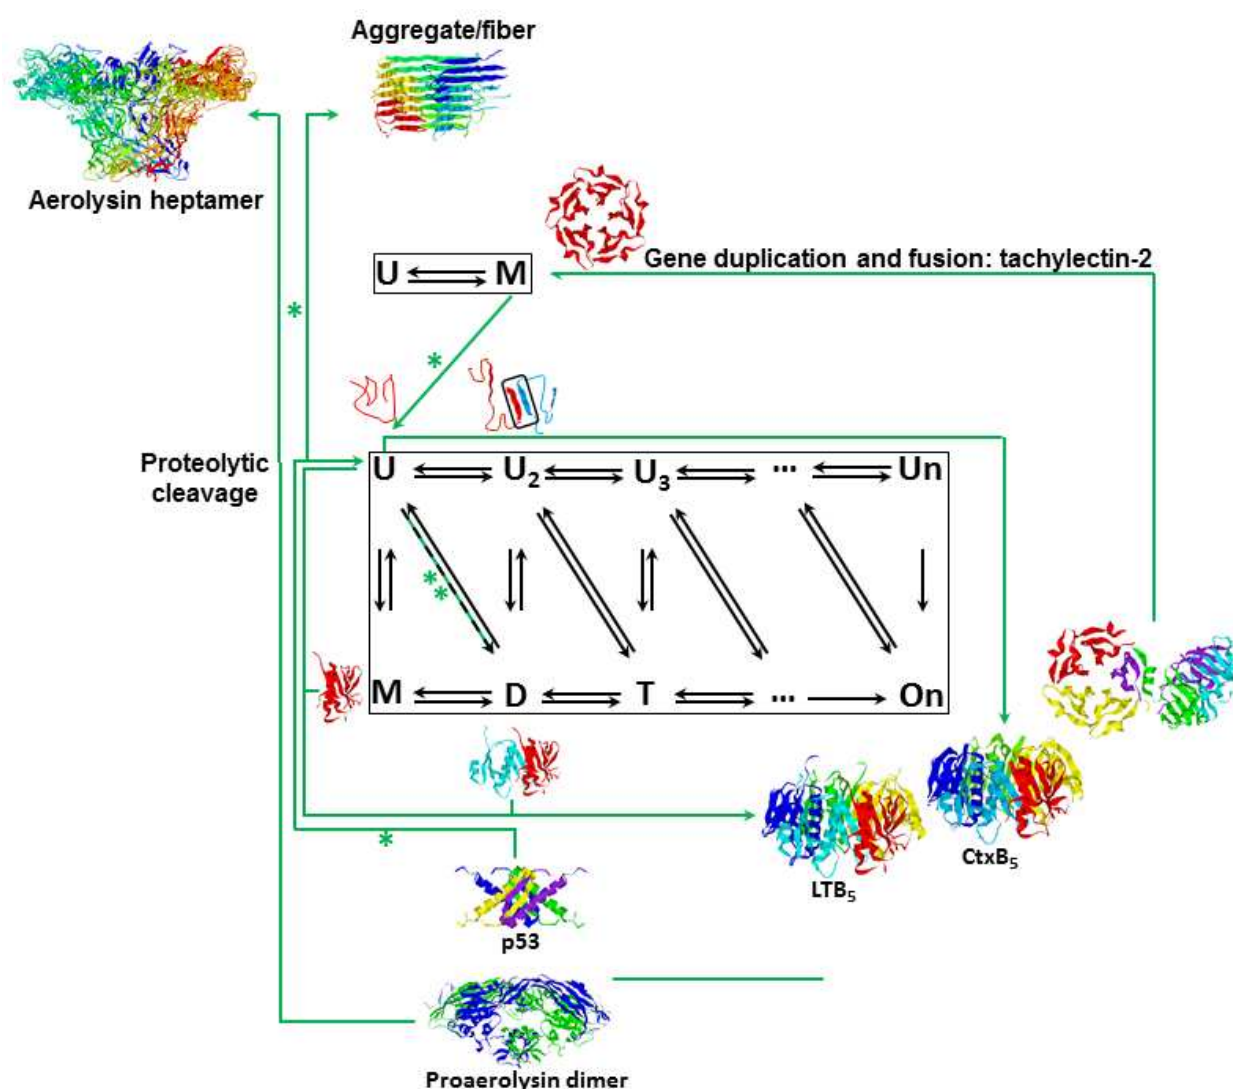 Aggregate/fiber
Aerolysin heptamer
Gene duplication and fusion: tachylectin-2
U M
*
*
Proteolytic
cleavage
U U₂ U₃ ... Un
**
M D T ... On
*
CtxB₅
LTB₅
p53
Proaerolysin dimer